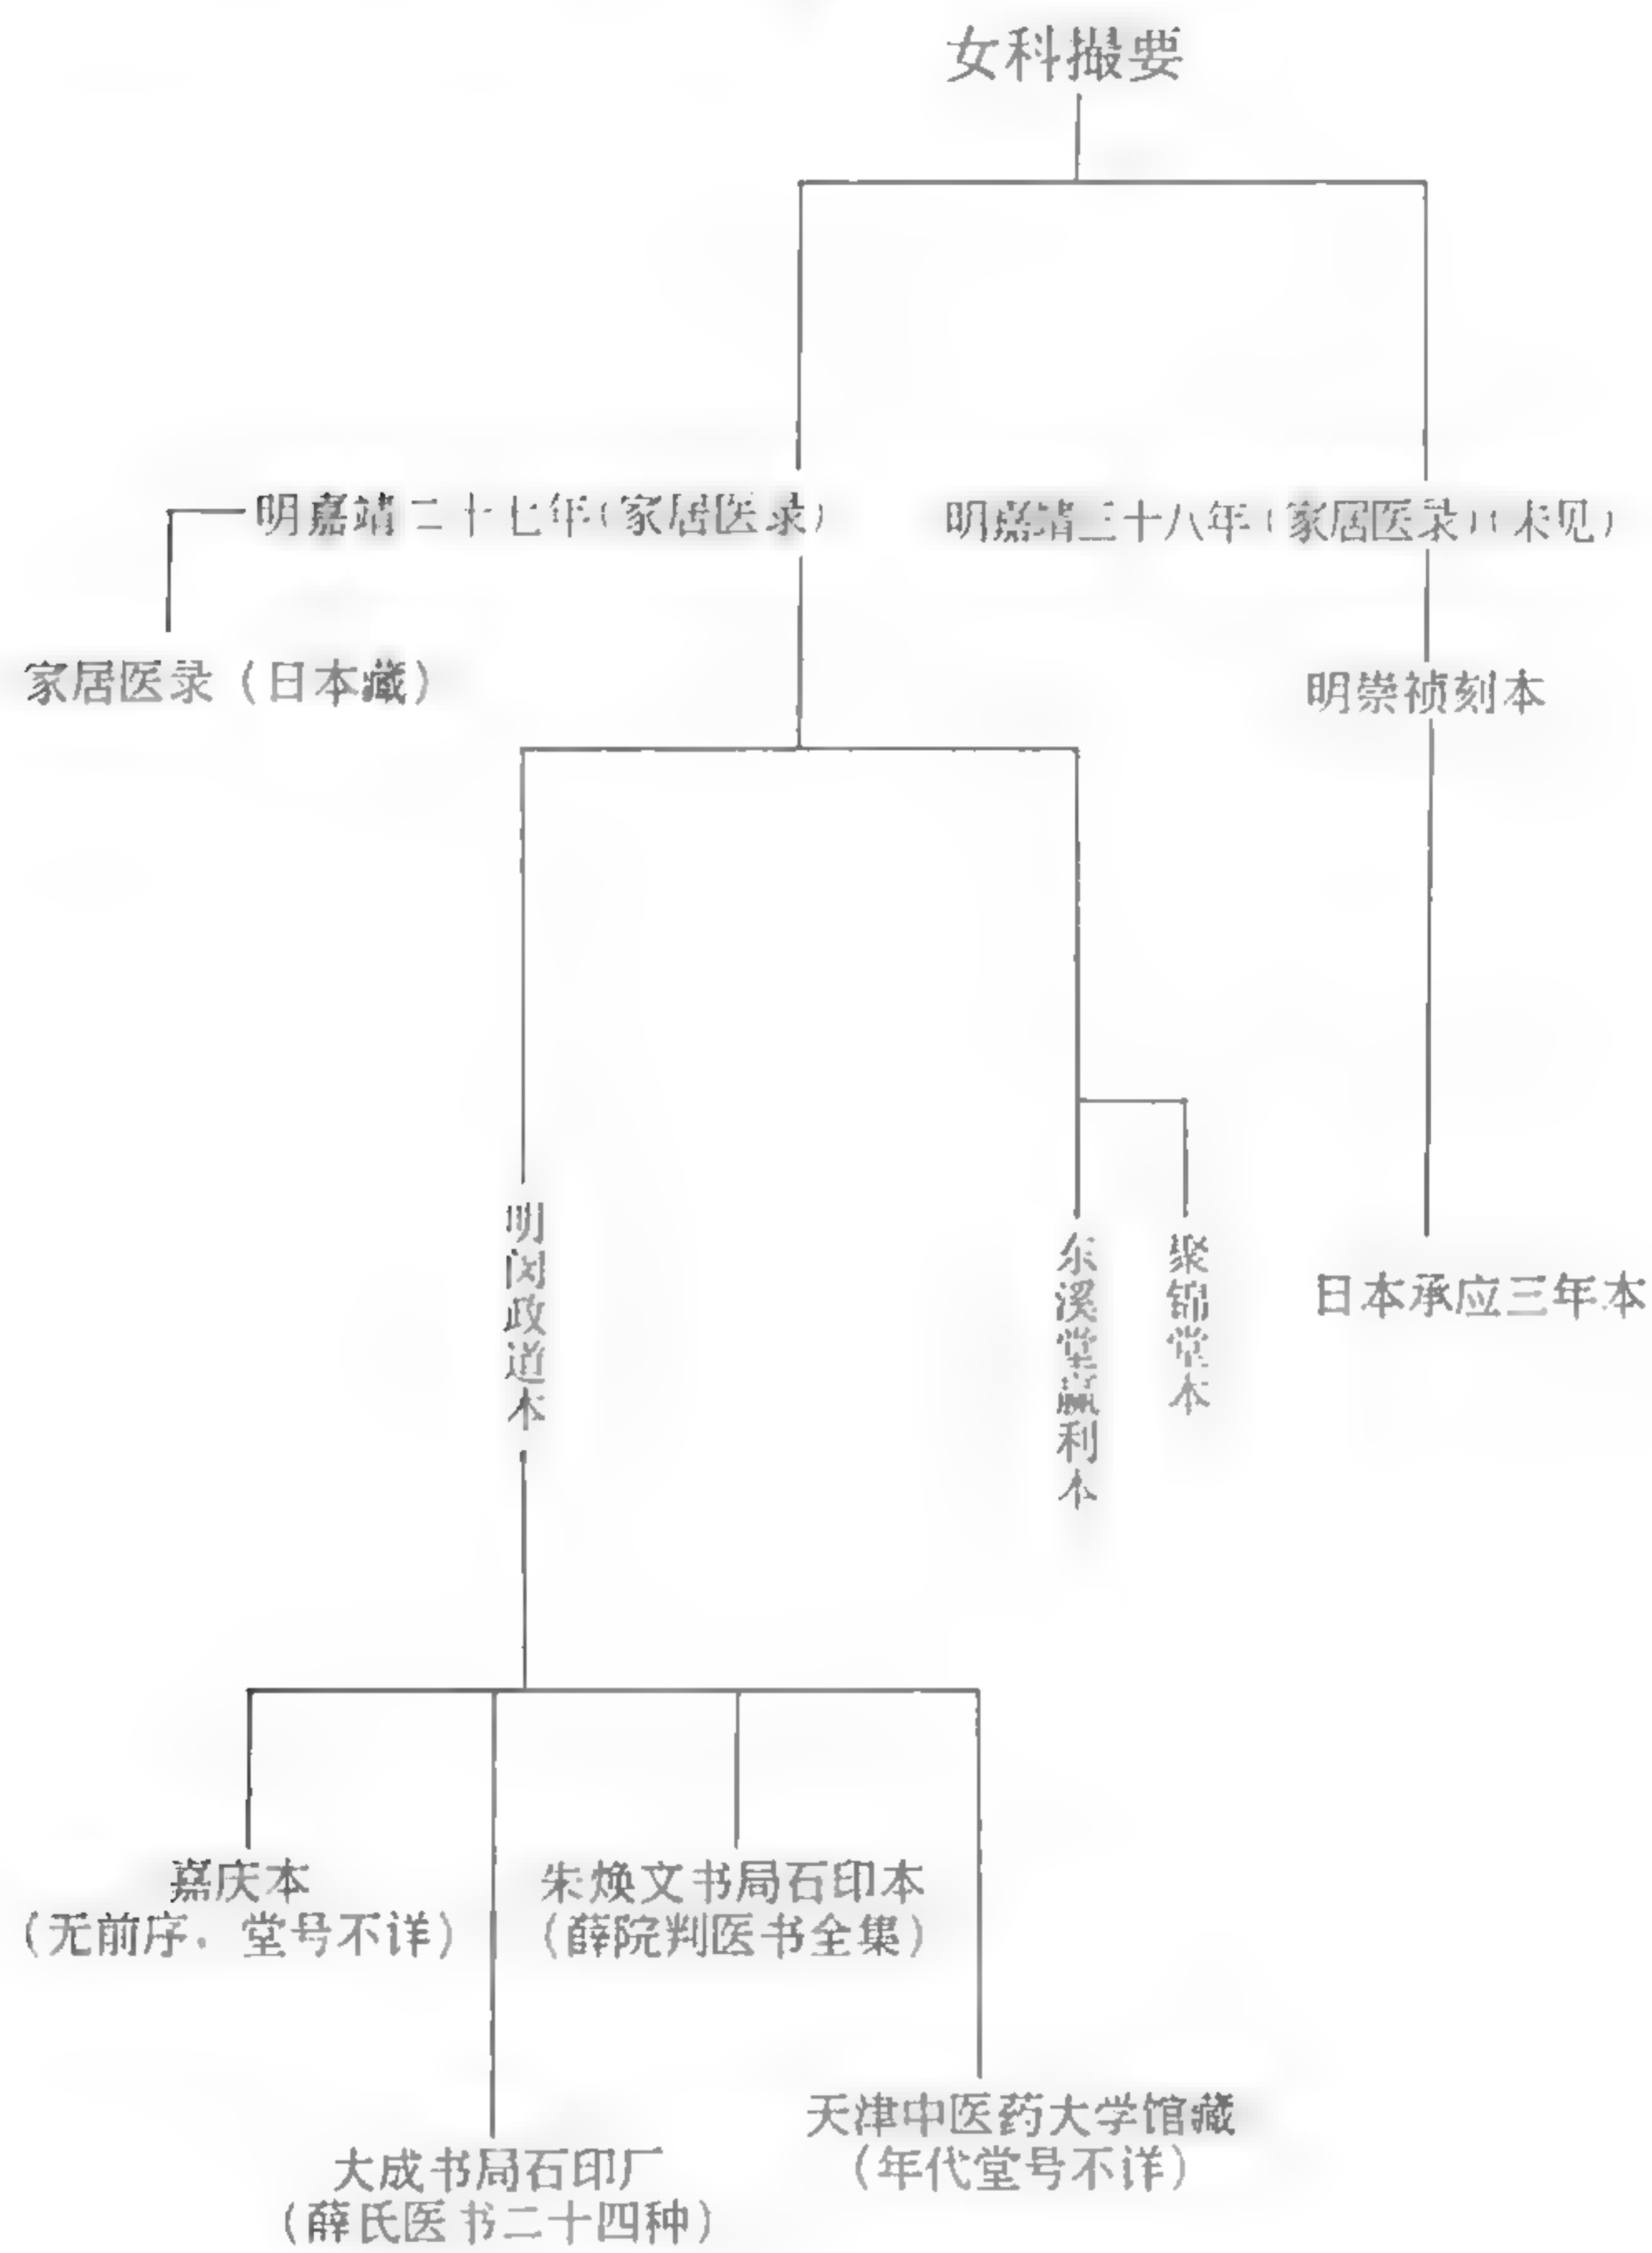 女科撮要
明嘉靖二十七年(家居医录)
明嘉靖三十八年(家居医录)(未见)
家居医录(日本藏)
明崇祯刻本
明闵政道本
东溪堂赢利本
聚锦堂本
日本承应三年本
嘉庆本
(无前序，堂号不详)
朱焕文书局石印本
(薛院判医书全集)
大成书局石印厂
(薛氏医书二十四种)
天津中医药大学馆藏
(年代堂号不详)